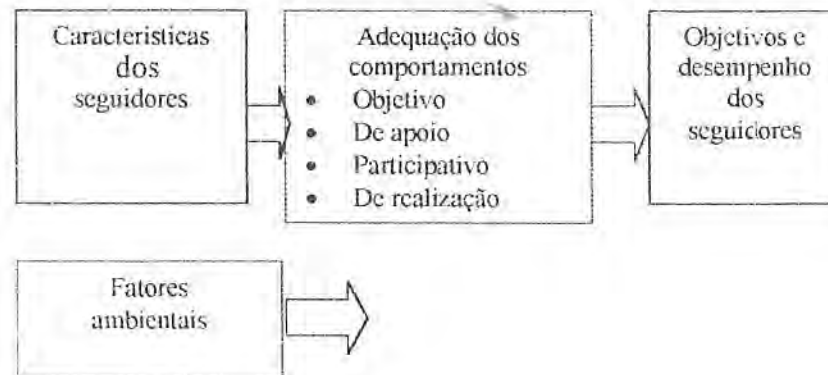 Caracteristicas
dos
seguidores
Adequação dos
comportamentos
• Objetivo
• De apoio
• Participativo
• De realização
Objetivos e
desempenho
dos
seguidores
Fatores
ambientais